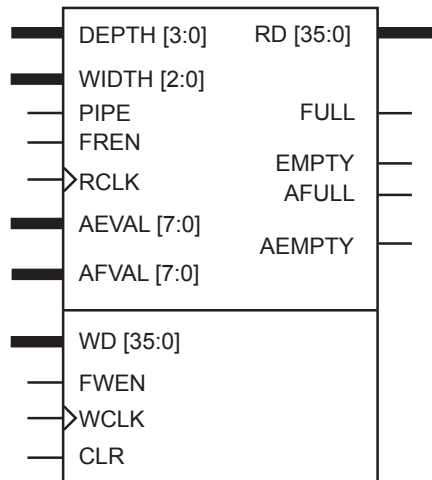 DEPTH [3:0] RD [35:0]
WIDTH [2:0]
PIPE FULL
FREN
EMPTY
RCLK AFULL
AEVAL [7:0]
AEMPTY
AFVAL [7:0]
WD [35:0]
FWEN
WCLK
CLR